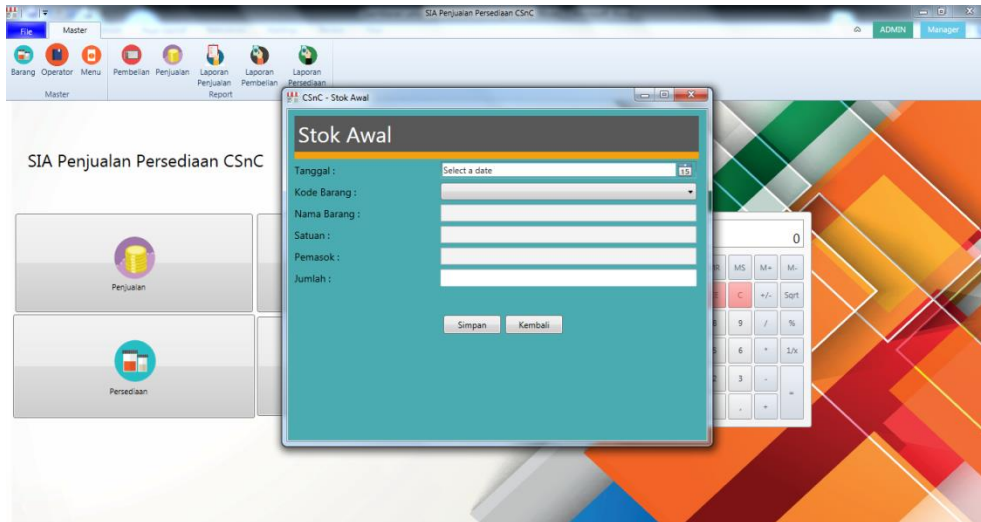 SIA Penjualan Persediaan CSnC
File Master ADMIN Manager
Barang Operator Menu Pembelian Penjualan Laporan Penjualan Laporan Pembelian Laporan Persediaan
Master Report
CSnC - Stok Awal
Stok Awal
SIA Penjualan Persediaan CSnC
Tanggal : Select a date 15
Kode Barang :
Nama Barang :
Satuan :
Pemasok :
Jumlah :
Simpan Kembali
Penjualan
Persediaan
0
MS M+ M-
C +/- Sqrt
9 / %
6 * 1/x
3 - =
. +